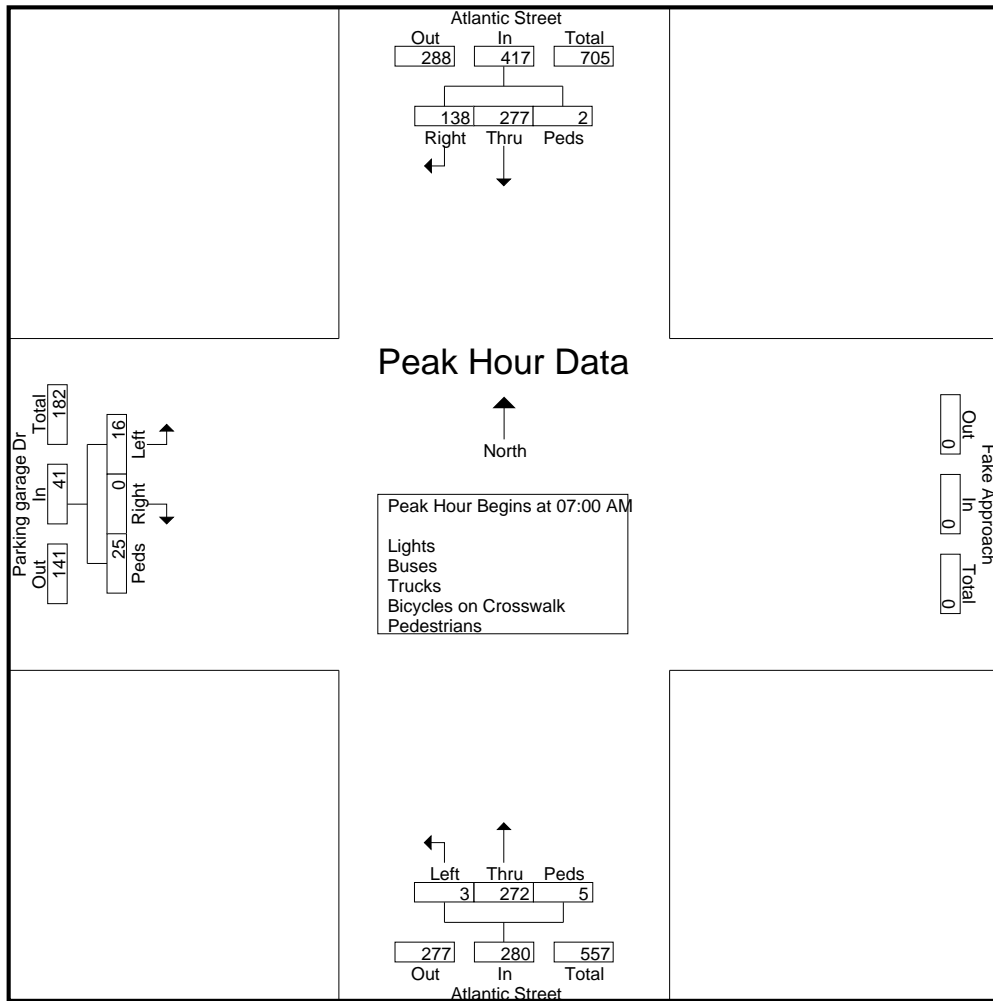 Atlantic Street
Out In Total
288 417 705
138 277 2
Right Thru Peds
Peak Hour Data
North
Peak Hour Begins at 07:00 AM
Lights
Buses
Trucks
Bicycles on Crosswalk
Pedestrians
Parking garage Dr
Out In Total
141 41 182
25 0 16
Peds Right Left
Fake Approach
Out In Total
0 0 0
Left Thru Peds
3 272 5
277 280 557
Out In Total
Atlantic Street